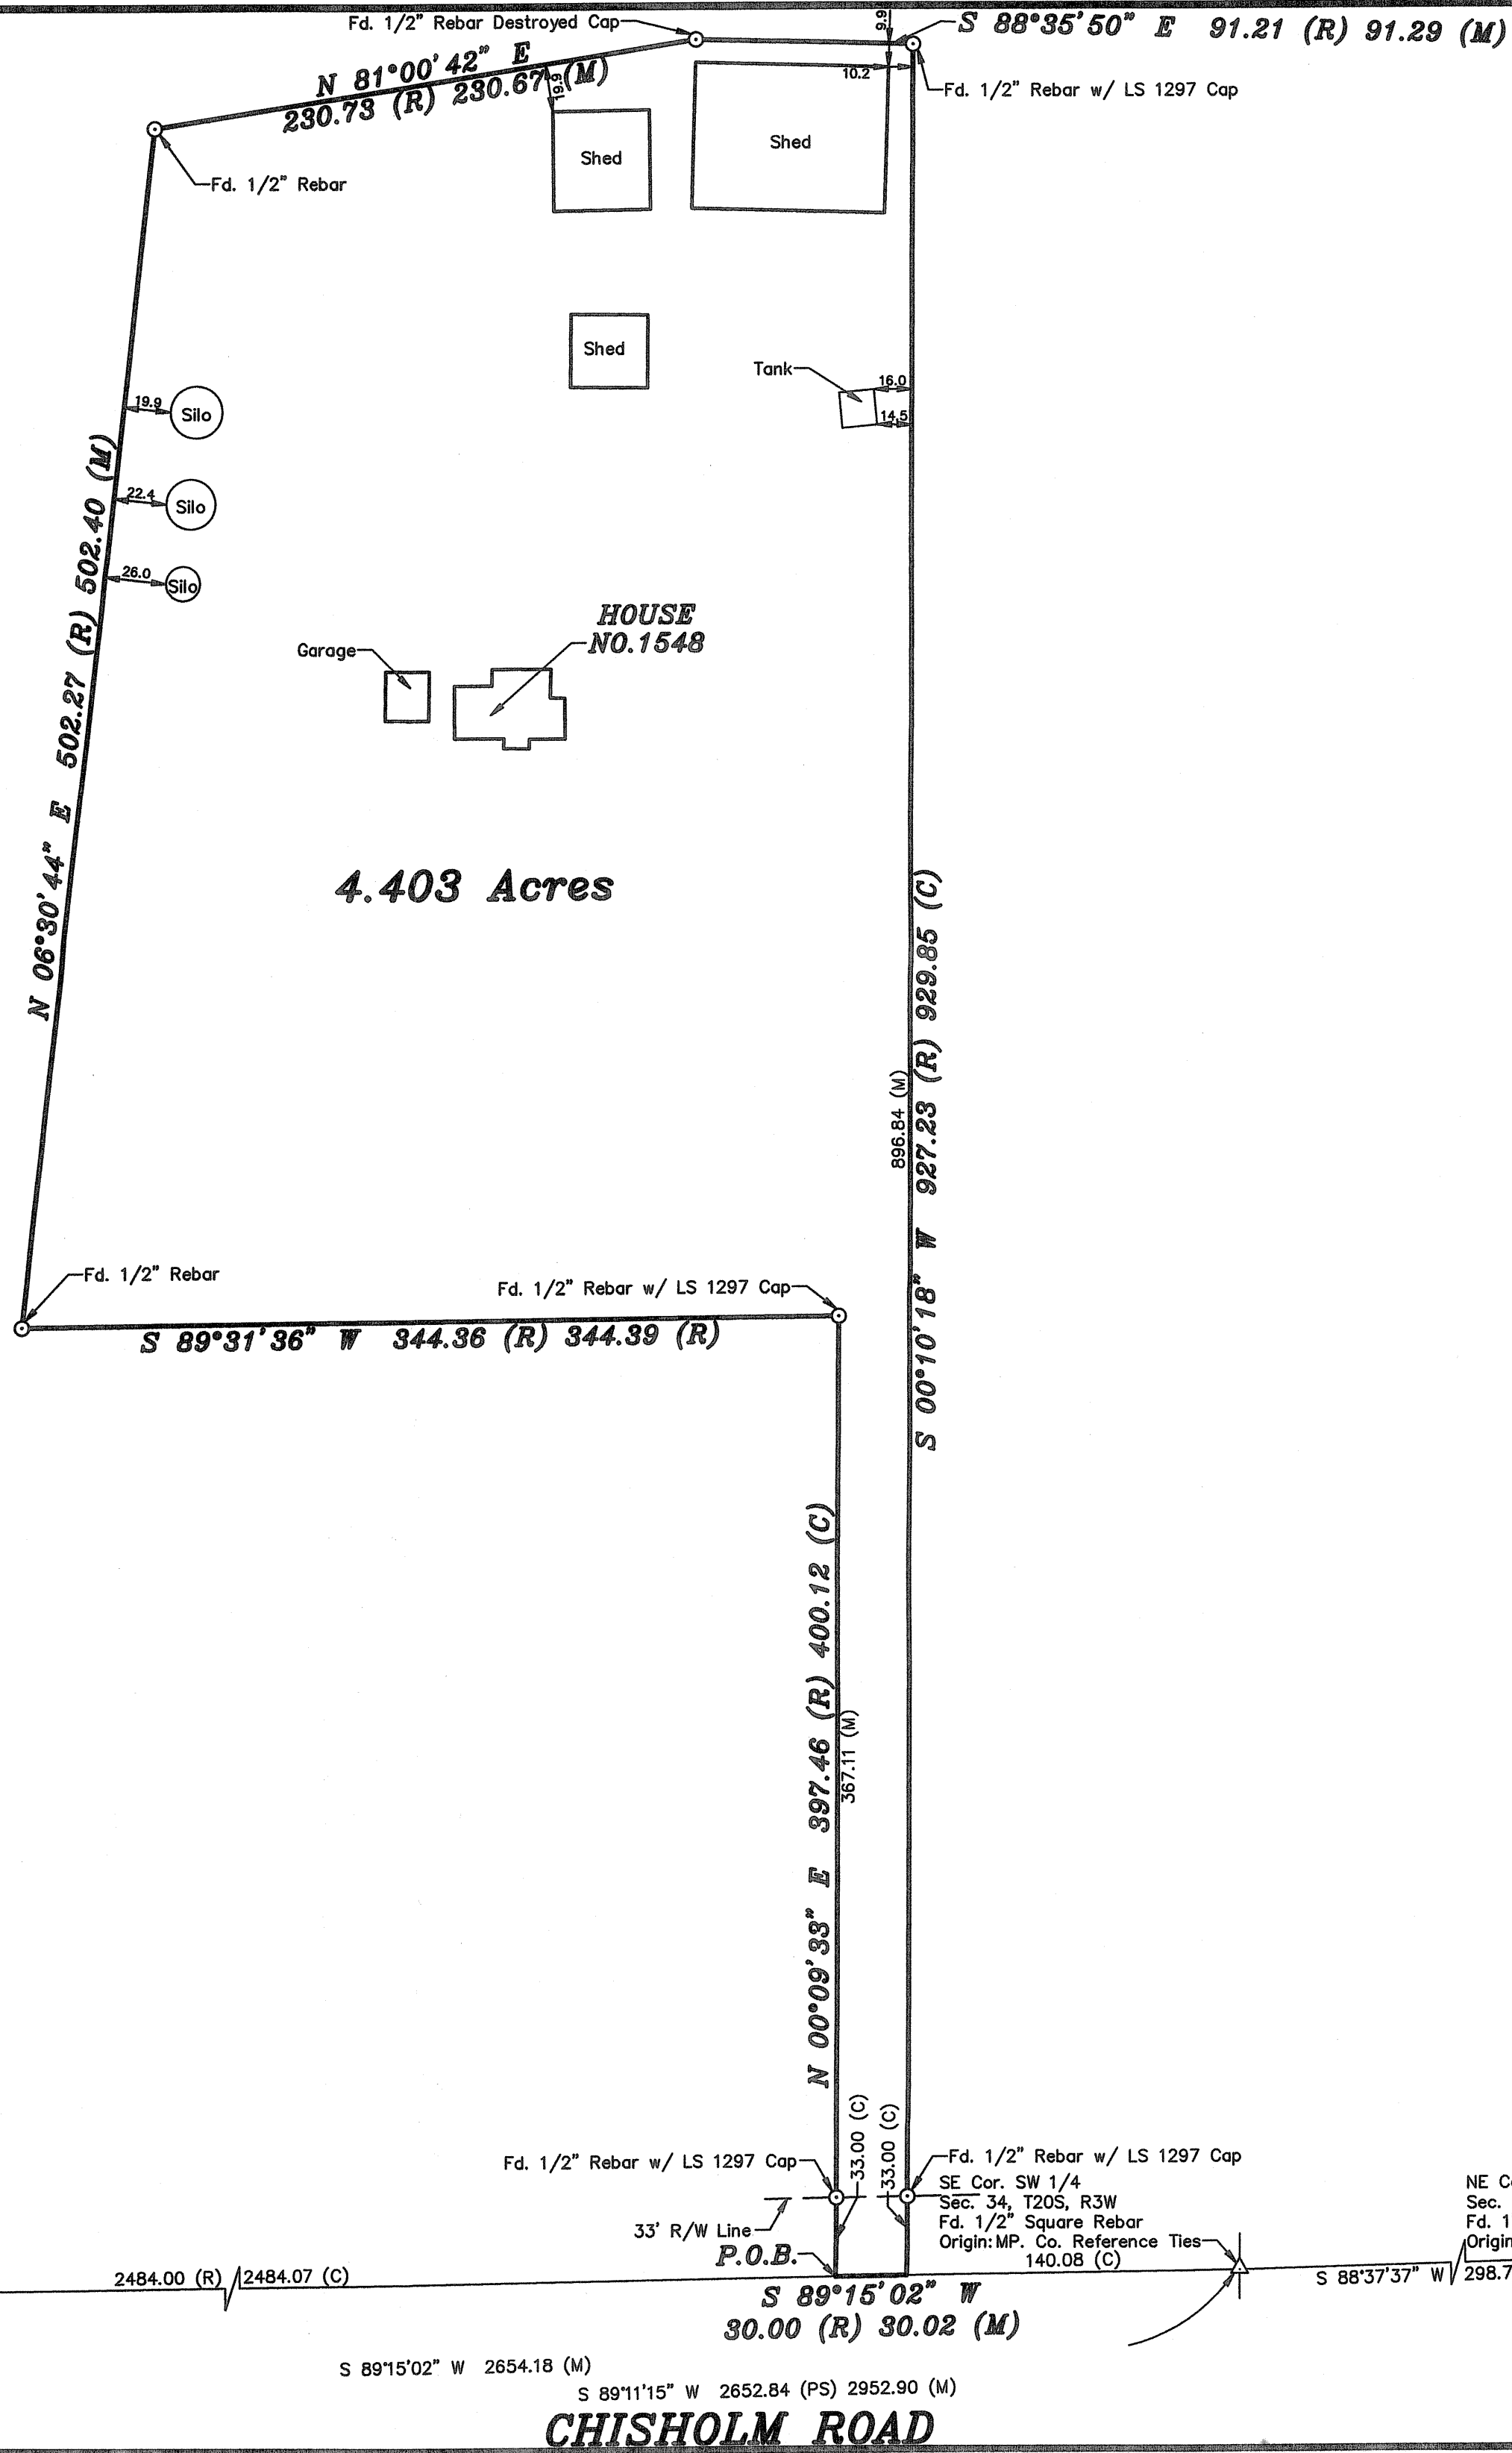 Fd. 1/2" Rebar Destroyed Cap
9.9
S 88°35'50" E 91.21 (R) 91.29 (M)
N 81°00'42" E
230.73 (R) 230.67 (M)
19.9
10.2
Fd. 1/2" Rebar w/ LS 1297 Cap
Shed
Shed
Fd. 1/2" Rebar
Shed
Tank
16.0
14.5
19.9
Silo
22.4
Silo
26.0
Silo
N 06°30'44" E 502.27 (R) 502.40 (M)
HOUSE
NO.1548
Garage
4.403 Acres
896.84 (M)
S 00°10'18" W 927.23 (R) 929.85 (C)
Fd. 1/2" Rebar
Fd. 1/2" Rebar w/ LS 1297 Cap
S 89°31'36" W 344.36 (R) 344.39 (R)
N 00°09'33" E 397.46 (R) 400.12 (C)
367.11 (M)
33.00 (C)
33.00 (C)
Fd. 1/2" Rebar w/ LS 1297 Cap
Fd. 1/2" Rebar w/ LS 1297 Cap
SE Cor. SW 1/4
Sec. 34, T20S, R3W
Fd. 1/2" Square Rebar
Origin: MP. Co. Reference Ties
140.08 (C)
NE C
Sec.
Fd. 1
Origin
33' R/W Line
P.O.B.
2484.00 (R) 2484.07 (C)
S 88°37'37" W 298.7
S 89°15'02" W
30.00 (R) 30.02 (M)
S 89°15'02" W 2654.18 (M)
S 89°11'15" W 2652.84 (PS) 2952.90 (M)
CHISHOLM ROAD